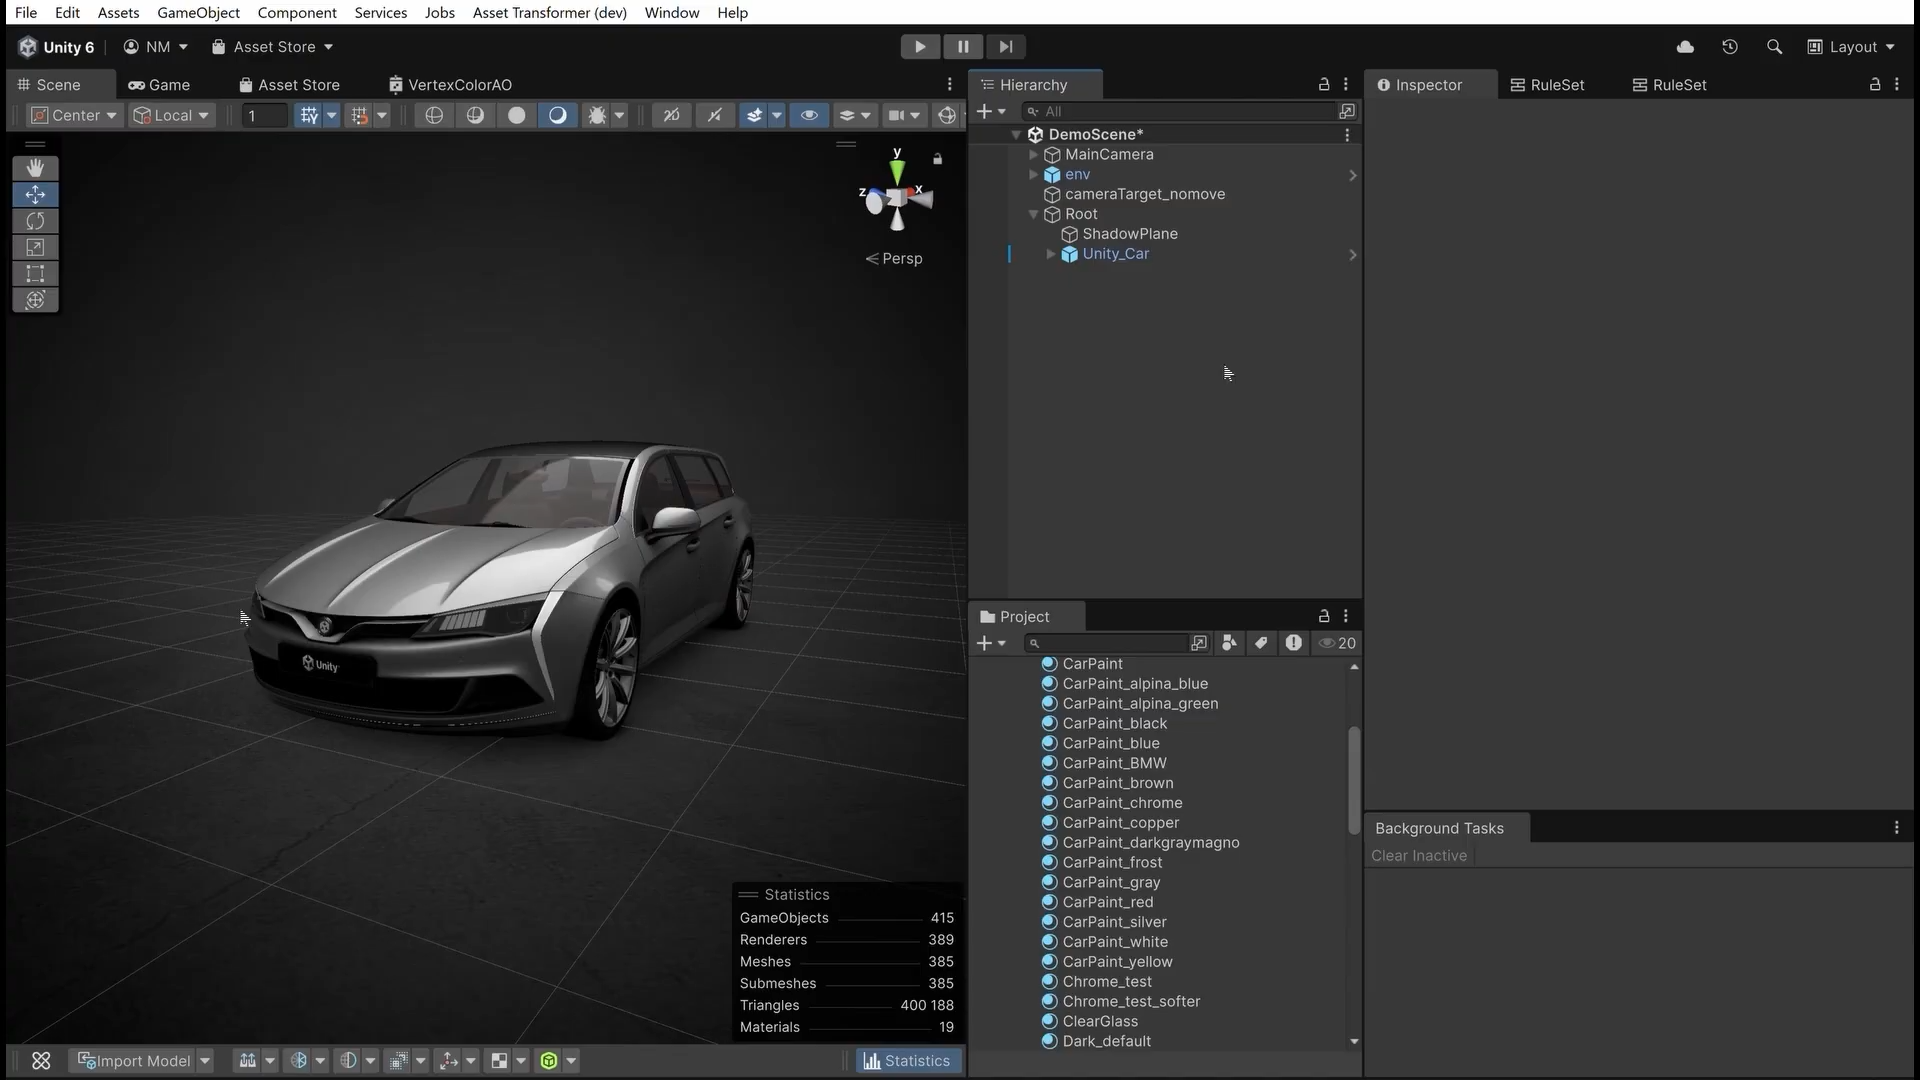 File Edit Assets GameObject Component Services Jobs Asset Transformer (dev) Window Help
Unity 6 NM Asset Store Layout
Scene Game Asset Store VertexColorAO
Center Local 1 2D
y
z x
Persp
Unity
Statistics
GameObjects 415
Renderers 389
Meshes 385
Submeshes 385
Triangles 400 188
Materials 19
Import Model Statistics
Hierarchy
All
DemoScene*
MainCamera
env
cameraTarget_nomove
Root
ShadowPlane
Unity_Car
Project
20
CarPaint
CarPaint_alpina_blue
CarPaint_alpina_green
CarPaint_black
CarPaint_blue
CarPaint_BMW
CarPaint_brown
CarPaint_chrome
CarPaint_copper
CarPaint_darkgraymagno
CarPaint_frost
CarPaint_gray
CarPaint_red
CarPaint_silver
CarPaint_white
CarPaint_yellow
Chrome_test
Chrome_test_softer
ClearGlass
Dark_default
Inspector RuleSet RuleSet
Background Tasks
Clear Inactive